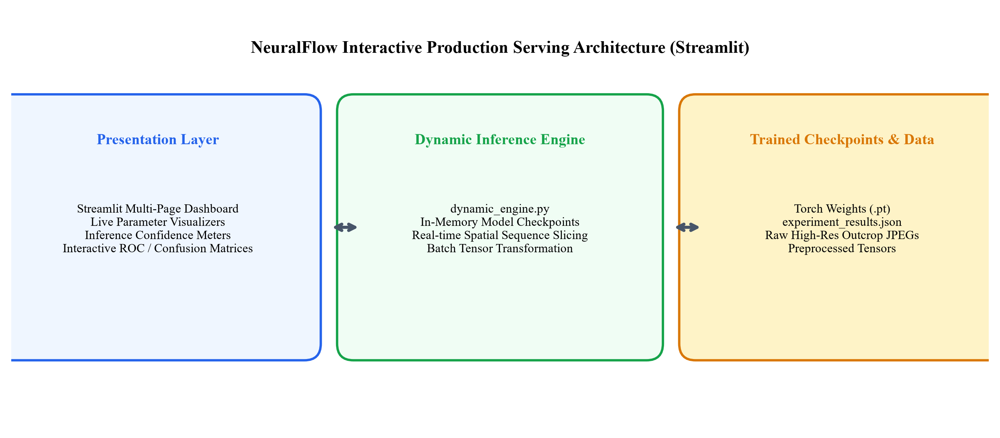 NeuralFlow Interactive Production Serving Architecture (Streamlit)
Presentation Layer
Streamlit Multi-Page Dashboard
Live Parameter Visualizers
Inference Confidence Meters
Interactive ROC / Confusion Matrices
Dynamic Inference Engine
dynamic_engine.py
In-Memory Model Checkpoints
Real-time Spatial Sequence Slicing
Batch Tensor Transformation
Trained Checkpoints & Data
Torch Weights (.pt)
experiment_results.json
Raw High-Res Outcrop JPEGs
Preprocessed Tensors